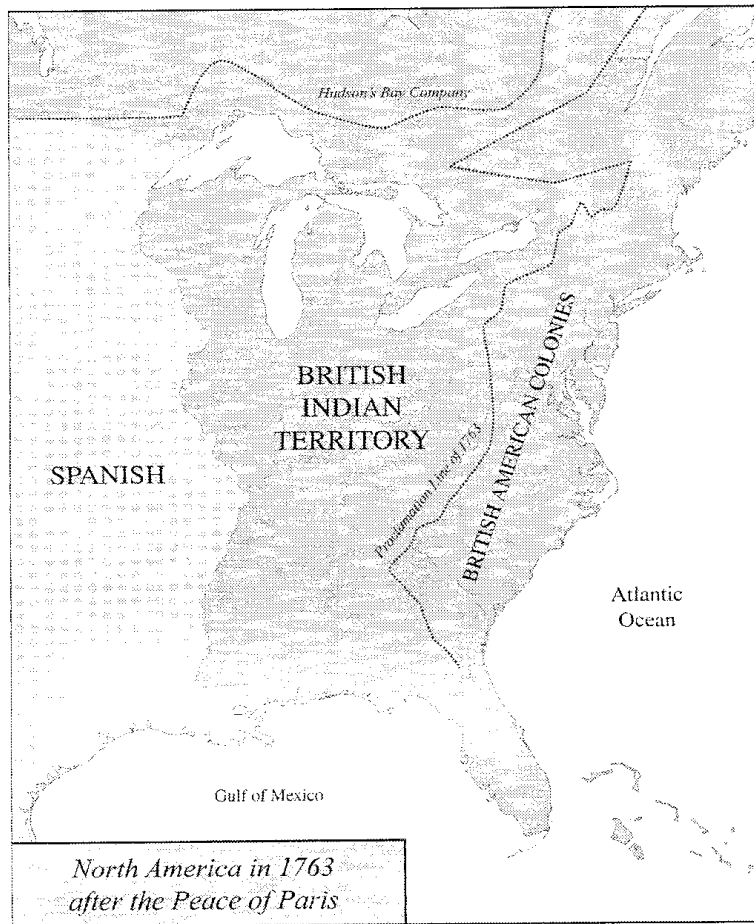 Hudson's Bay Company
BRITISH
INDIAN
TERRITORY
SPANISH
Proclamation Line of 1763
BRITISH AMERICAN COLONIES
Atlantic
Ocean
Gulf of Mexico
North America in 1763
after the Peace of Paris